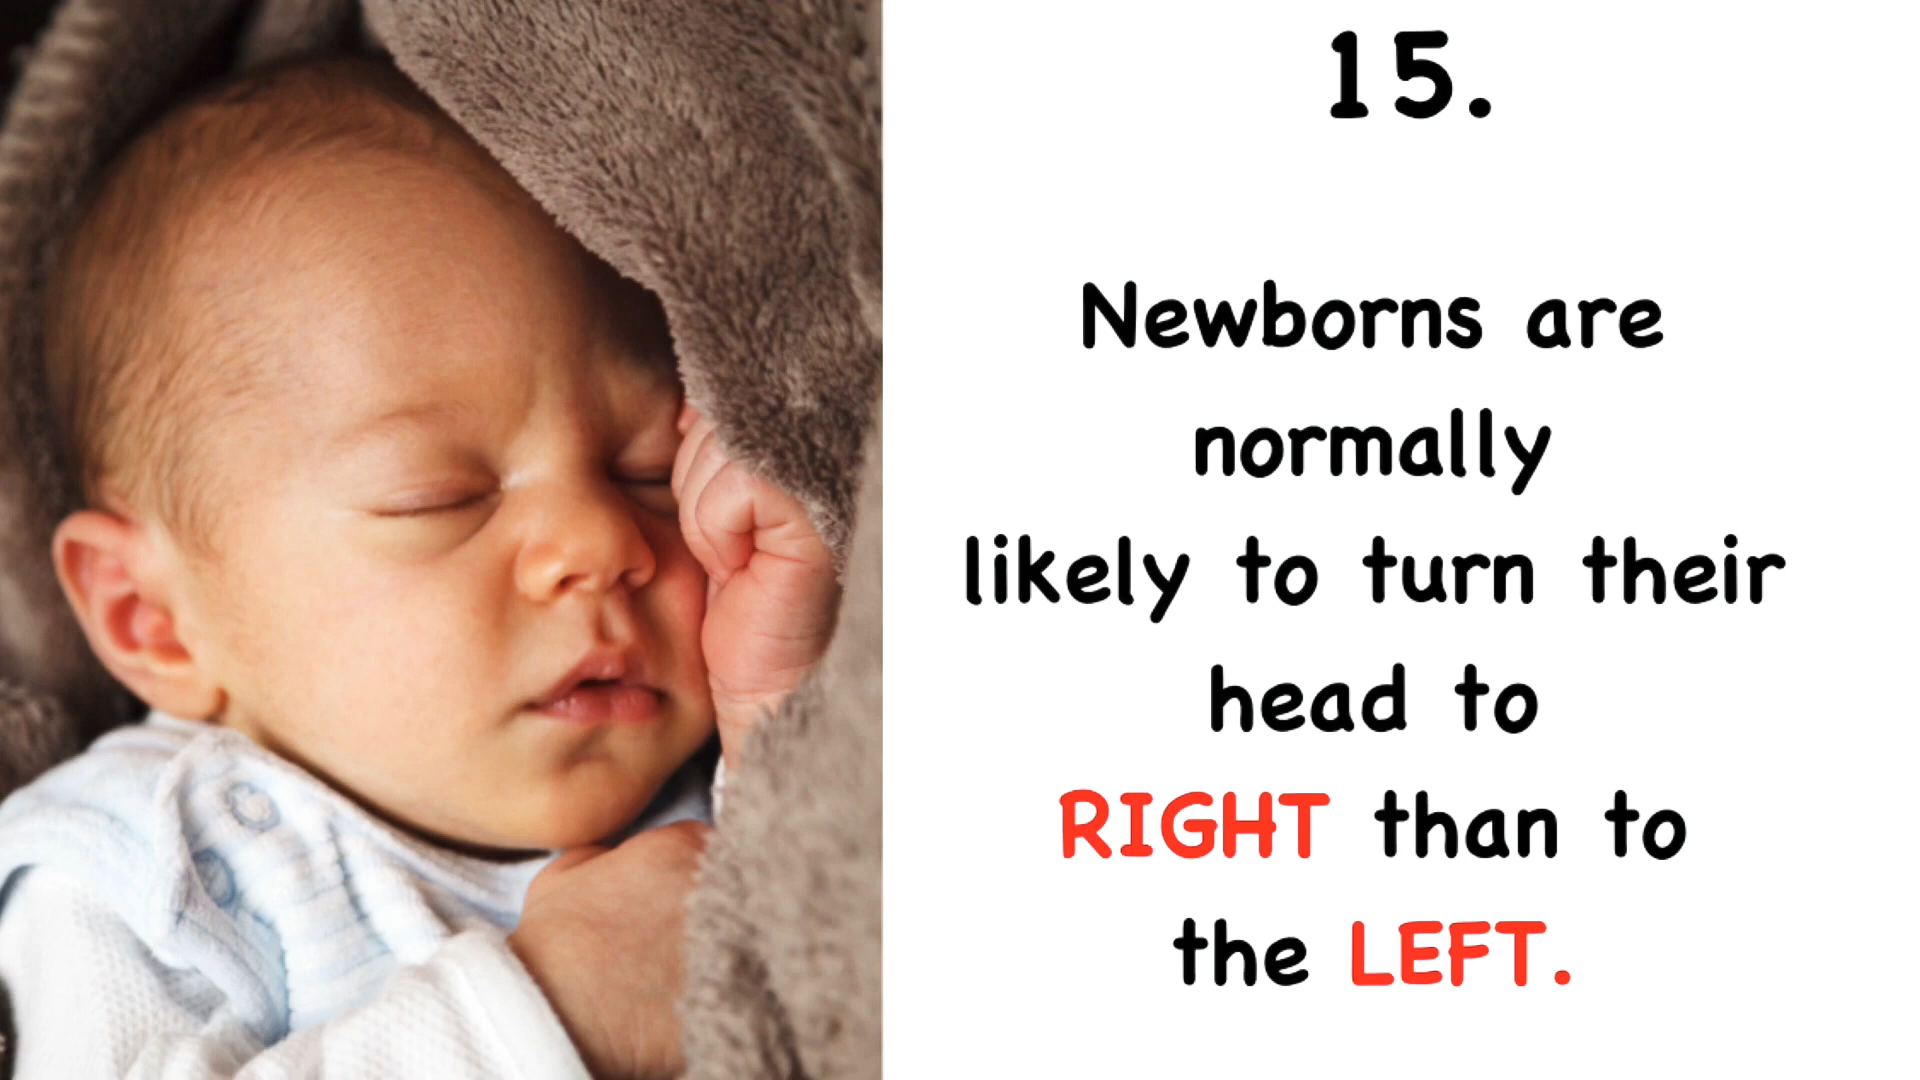 15.
Newborns are
normally
likely to turn their
head to
RIGHT than to
the LEFT.